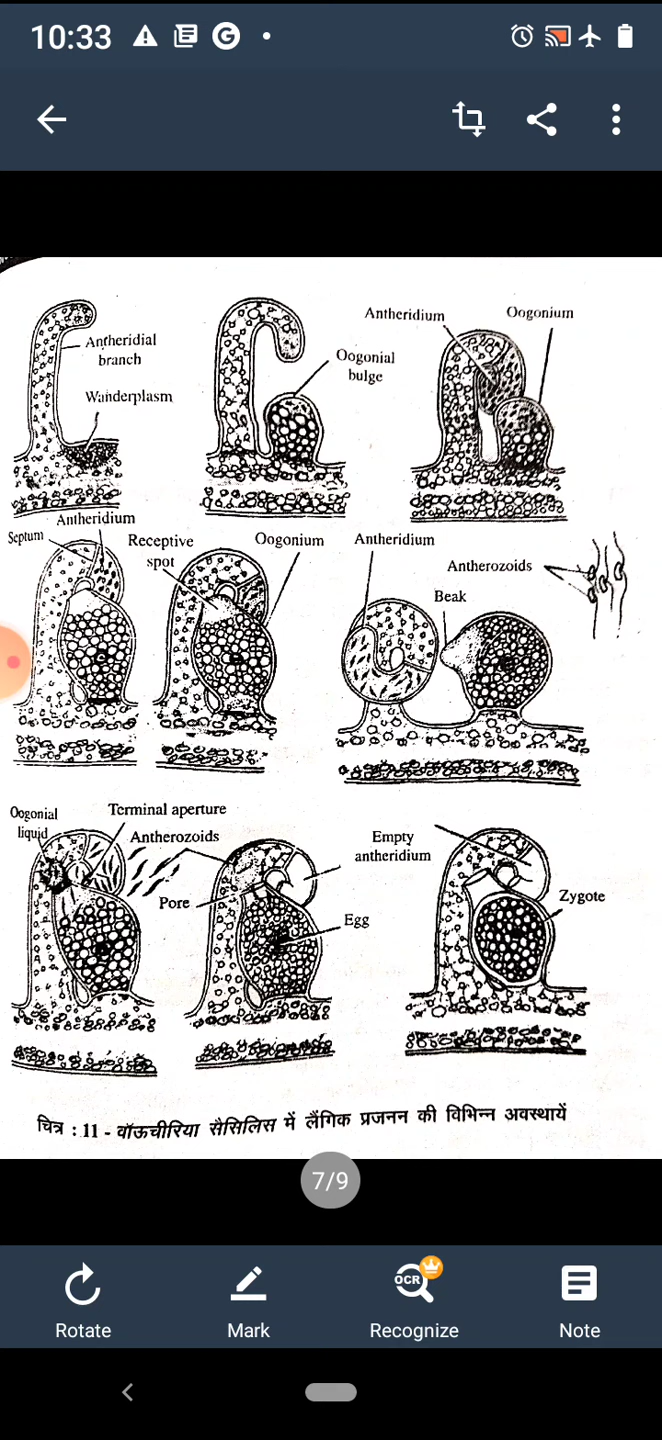 10:33
Antheridial
branch
Wanderplasm
Oogonial
bulge
Antheridium
Oogonium
Septum
Antheridium
Receptive
spot
Oogonium
Antheridium
Beak
Antherozoids
Oogonial
liquid
Terminal aperture
Antherozoids
Pore
Egg
Empty
antheridium
Zygote
चित्र : 11 - वॉऊचीरिया सैसिलिस में लैंगिक प्रजनन की विभिन्न अवस्थायें
7/9
OCR
Rotate
Mark
Recognize
Note